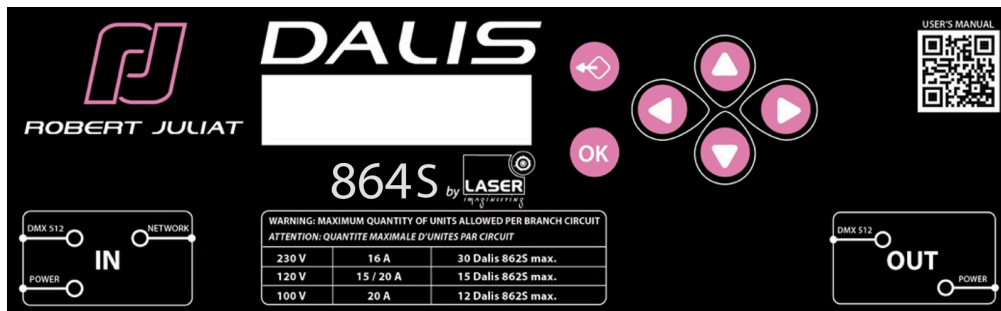 USER'S MANUAL
DALIS
ROBERT JULIAT
OK
864S by LASER
imagineering
DMX 512
NETWORK
IN
POWER
WARNING: MAXIMUM QUANTITY OF UNITS ALLOWED PER BRANCH CIRCUIT
ATTENTION: QUANTITE MAXIMALE D'UNITES PAR CIRCUIT
230 V 16 A 30 Dalis 862S max.
120 V 15 / 20 A 15 Dalis 862S max.
100 V 20 A 12 Dalis 862S max.
DMX 512
OUT
POWER